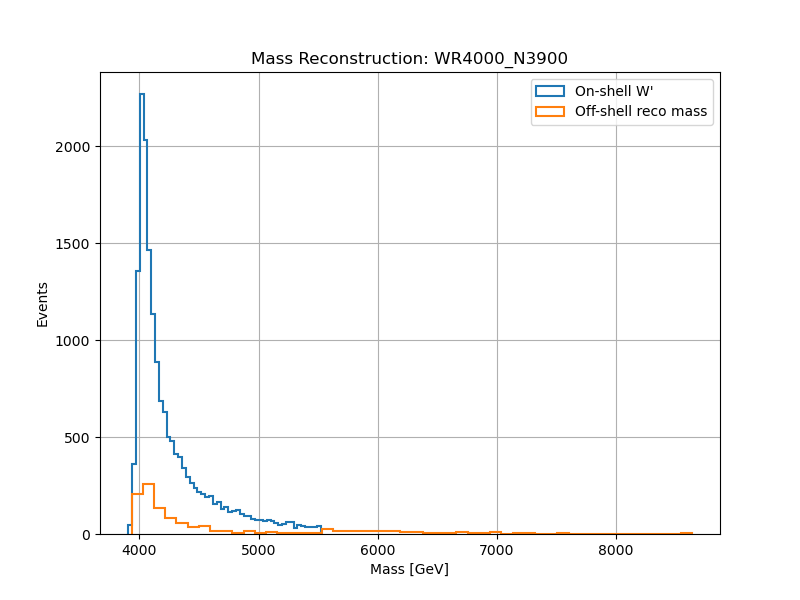 Mass Reconstruction: WR4000_N3900
On-shell W'
Off-shell reco mass
2000
1500
1000
500
0
Events
4000 5000 6000 7000 8000
Mass [GeV]